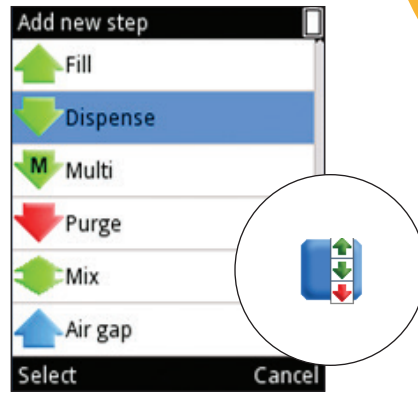 Add new step
Fill
Dispense
M Multi
Purge
Mix
Air gap
Select Cancel